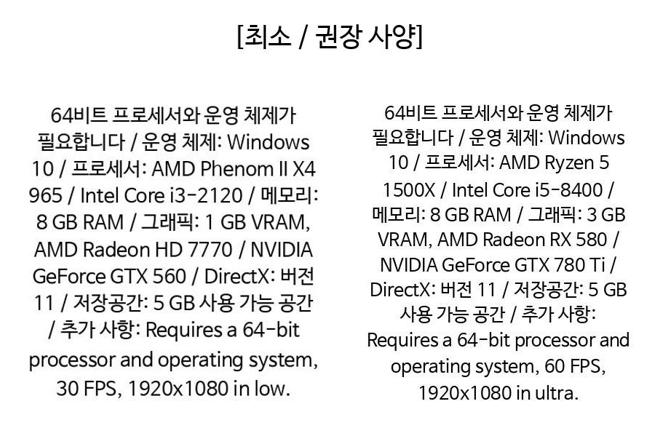 [최소 / 권장 사양]
64비트 프로세서와 운영 체제가
필요합니다 / 운영 체제: Windows
10 / 프로세서: AMD Phenom II X4
965 / Intel Core i3-2120 / 메모리:
8 GB RAM / 그래픽: 1 GB VRAM,
AMD Radeon HD 7770 / NVIDIA
GeForce GTX 560 / DirectX: 버전
11 / 저장공간: 5 GB 사용 가능 공간
/ 추가 사항: Requires a 64-bit
processor and operating system,
30 FPS, 1920x1080 in low.
64비트 프로세서와 운영 체제가
필요합니다 / 운영 체제: Windows
10 / 프로세서: AMD Ryzen 5
1500X / Intel Core i5-8400 /
메모리: 8 GB RAM / 그래픽: 3 GB
VRAM, AMD Radeon RX 580 /
NVIDIA GeForce GTX 780 Ti /
DirectX: 버전 11 / 저장공간: 5 GB
사용 가능 공간 / 추가 사항:
Requires a 64-bit processor and
operating system, 60 FPS,
1920x1080 in ultra.